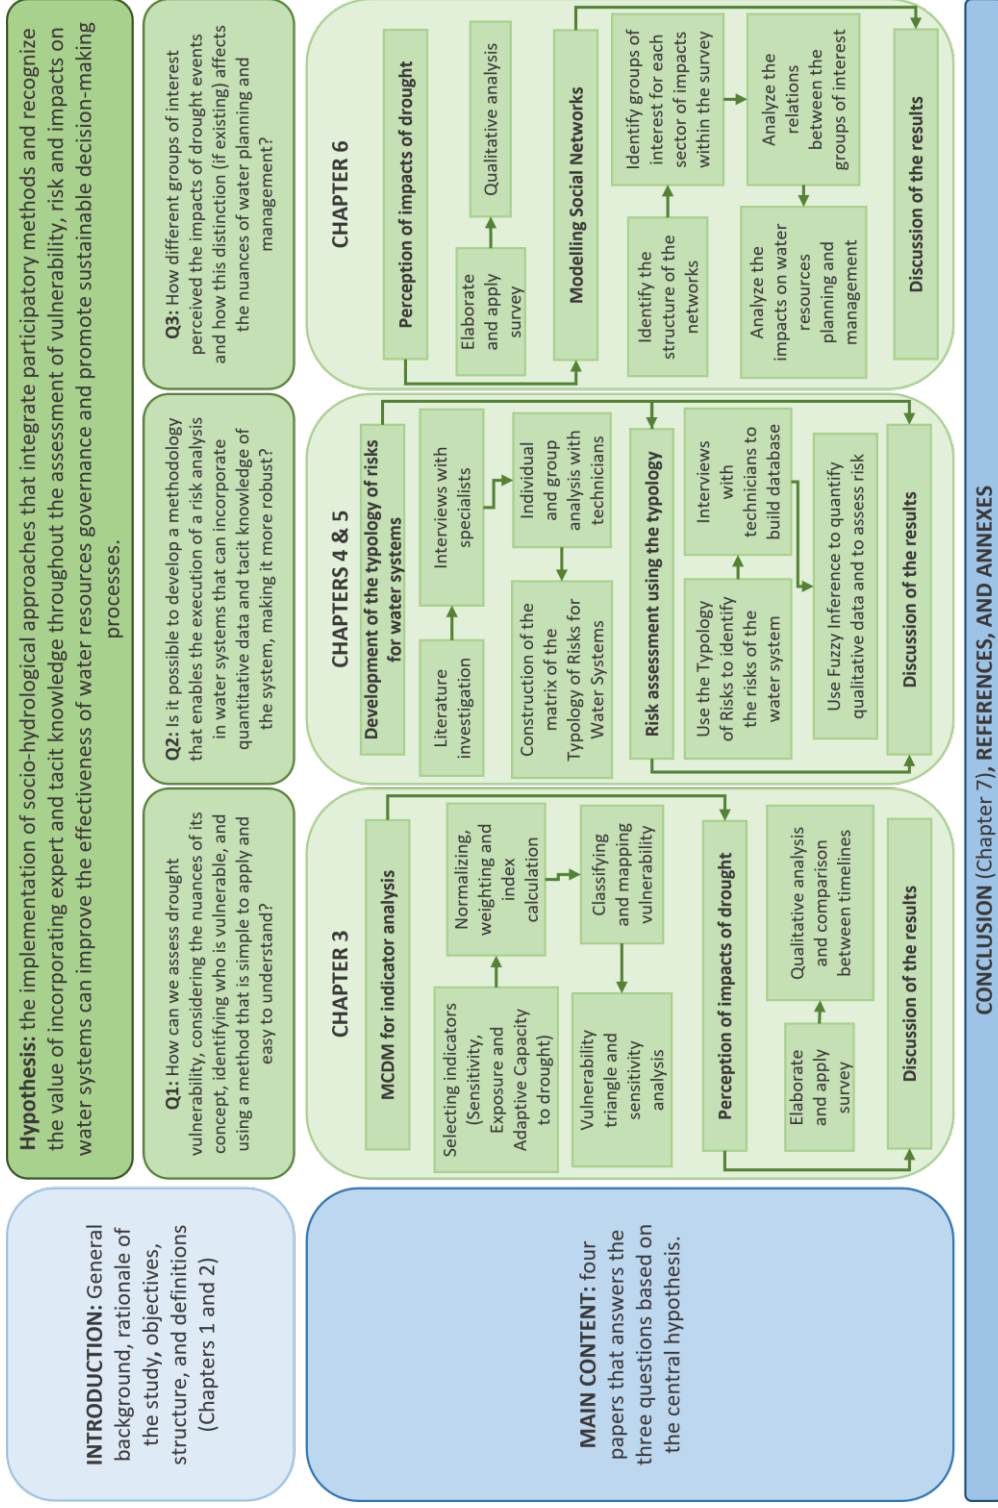 INTRODUCTION: General
background, rationale of
the study, objectives,
structure, and definitions
(Chapters 1 and 2)
Hypothesis: the implementation of socio-hydrological approaches that integrate participatory methods and recognize
the value of incorporating expert and tacit knowledge throughout the assessment of vulnerability, risk and impacts on
water systems can improve the effectiveness of water resources governance and promote sustainable decision-making
processes.
Q1: How can we assess drought
vulnerability, considering the nuances of its
concept, identifying who is vulnerable, and
using a method that is simple to apply and
easy to understand?
Q2: Is it possible to develop a methodology
that enables the execution of a risk analysis
in water systems that can incorporate
quantitative data and tacit knowledge of
the system, making it more robust?
Q3: How different groups of interest
perceived the impacts of drought events
and how this distinction (if existing) affects
the nuances of water planning and
management?
MAIN CONTENT: four
papers that answers the
three questions based on
the central hypothesis.
CHAPTER 3
MCDM for indicator analysis
Selecting indicators
(Sensitivity,
Exposure and
Adaptive Capacity
to drought)
Normalizing,
weighting and
index
calculation
Vulnerability
triangle and
sensitivity
analysis
Classifying
and mapping
vulnerability
Perception of impacts of drought
Elaborate
and apply
survey
Qualitative analysis
and comparison
between timelines
Discussion of the results
CHAPTERS 4 & 5
Development of the typology of risks
for water systems
Literature
investigation
Interviews with
specialists
Construction of the
matrix of the
Typology of Risks for
Water Systems
Individual
and group
analysis with
technicians
Risk assessment using the typology
Use the Typology
of Risks to identify
the risks of the
water system
Interviews
with
technicians to
build database
Use Fuzzy Inference to quantify
qualitative data and to assess risk
Discussion of the results
CHAPTER 6
Perception of impacts of drought
Elaborate
and apply
survey
Qualitative analysis
Modelling Social Networks
Identify the
structure of the
networks
Identify groups of
interest for each
sector of impacts
within the survey
Analyze the
impacts on water
resources
planning and
management
Analyze the
relations
between the
groups of interest
Discussion of the results
CONCLUSION (Chapter 7), REFERENCES, AND ANNEXES